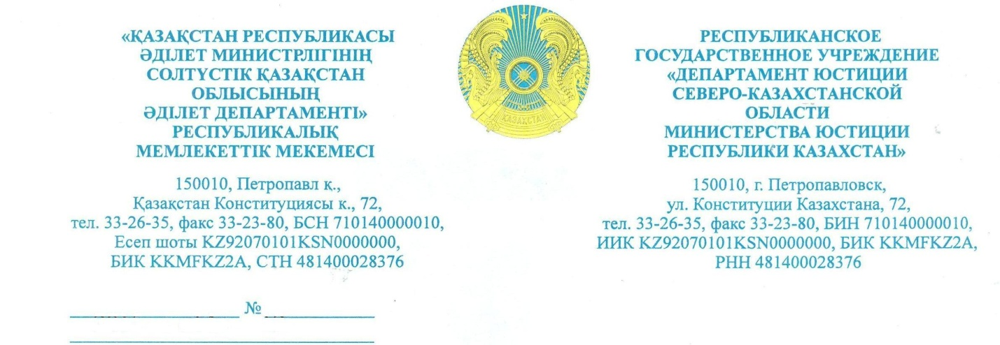 «ҚАЗАҚСТАН РЕСПУБЛИКАСЫ
ӘДІЛЕТ МИНИСТРЛІГІНІҢ
СОЛТҮСТІК ҚАЗАҚСТАН
ОБЛЫСЫНЫҢ
ӘДІЛЕТ ДЕПАРТАМЕНТІ»
РЕСПУБЛИКАЛЫҚ
МЕМЛЕКЕТТІК МЕКЕМЕСІ
150010, Петропавл қ.,
Қазақстан Конституциясы к., 72,
тел. 33-26-35, факс 33-23-80, БСН 710140000010,
Есеп шоты KZ92070101KSN0000000,
БИК KKMFKZ2A, СТН 481400028376
№
ҚАЗАҚСТАН
РЕСПУБЛИКАНСКОЕ
ГОСУДАРСТВЕННОЕ УЧРЕЖДЕНИЕ
«ДЕПАРТАМЕНТ ЮСТИЦИИ
СЕВЕРО-КАЗАХСТАНСКОЙ
ОБЛАСТИ
МИНИСТЕРСТВА ЮСТИЦИИ
РЕСПУБЛИКИ КАЗАХСТАН»
150010, г. Петропавловск,
ул. Конституции Казахстана, 72,
тел. 33-26-35, факс 33-23-80, БИН 710140000010,
ИИК KZ92070101KSN0000000, БИК KKMFKZ2A,
РНН 481400028376